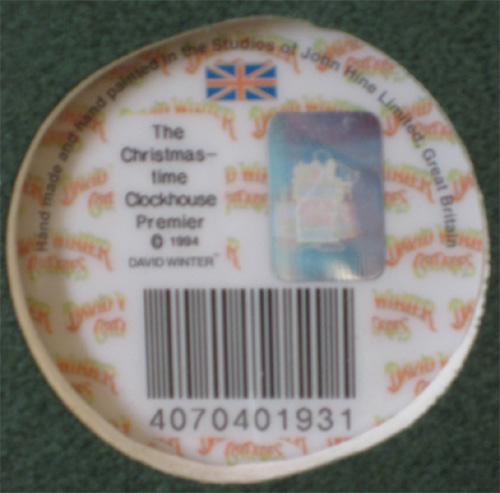 Hand made and hand painted in the Studios of John Hine Limited, Great Britain
The
Christmas-
time
Clockhouse
Premier
© 1994
DAVID WINTER™
4070401931